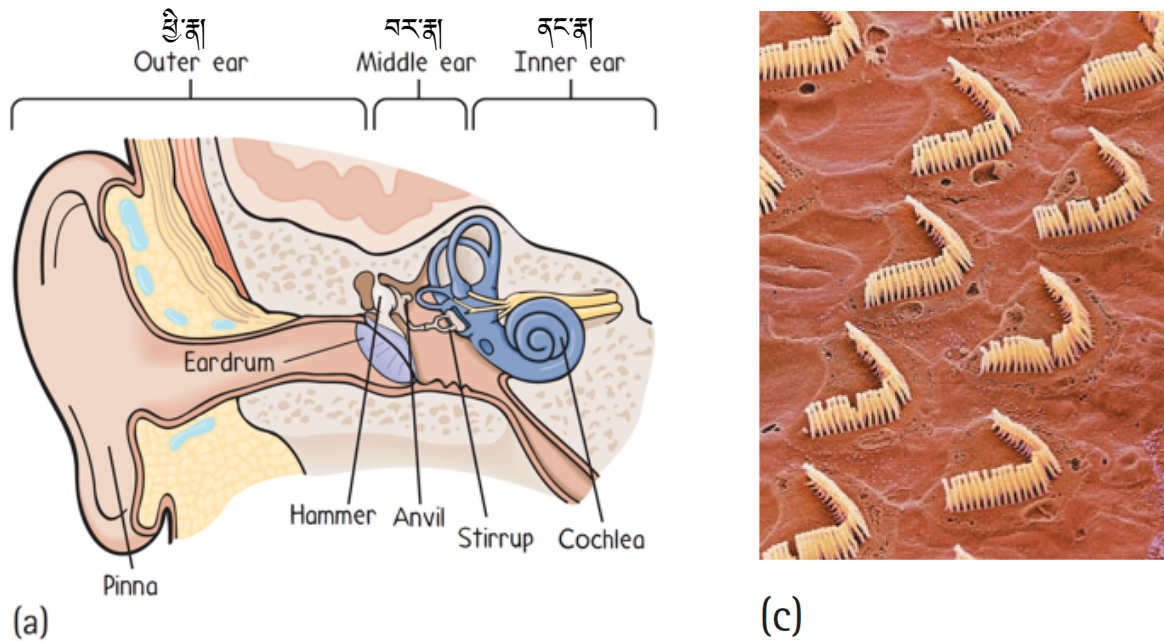 ཕྱི་རྣ། བར་རྣ། ནང་རྣ།
Outer ear Middle ear Inner ear
Eardrum
Hammer Anvil
Stirrup Cochlea
Pinna
(a) (c)